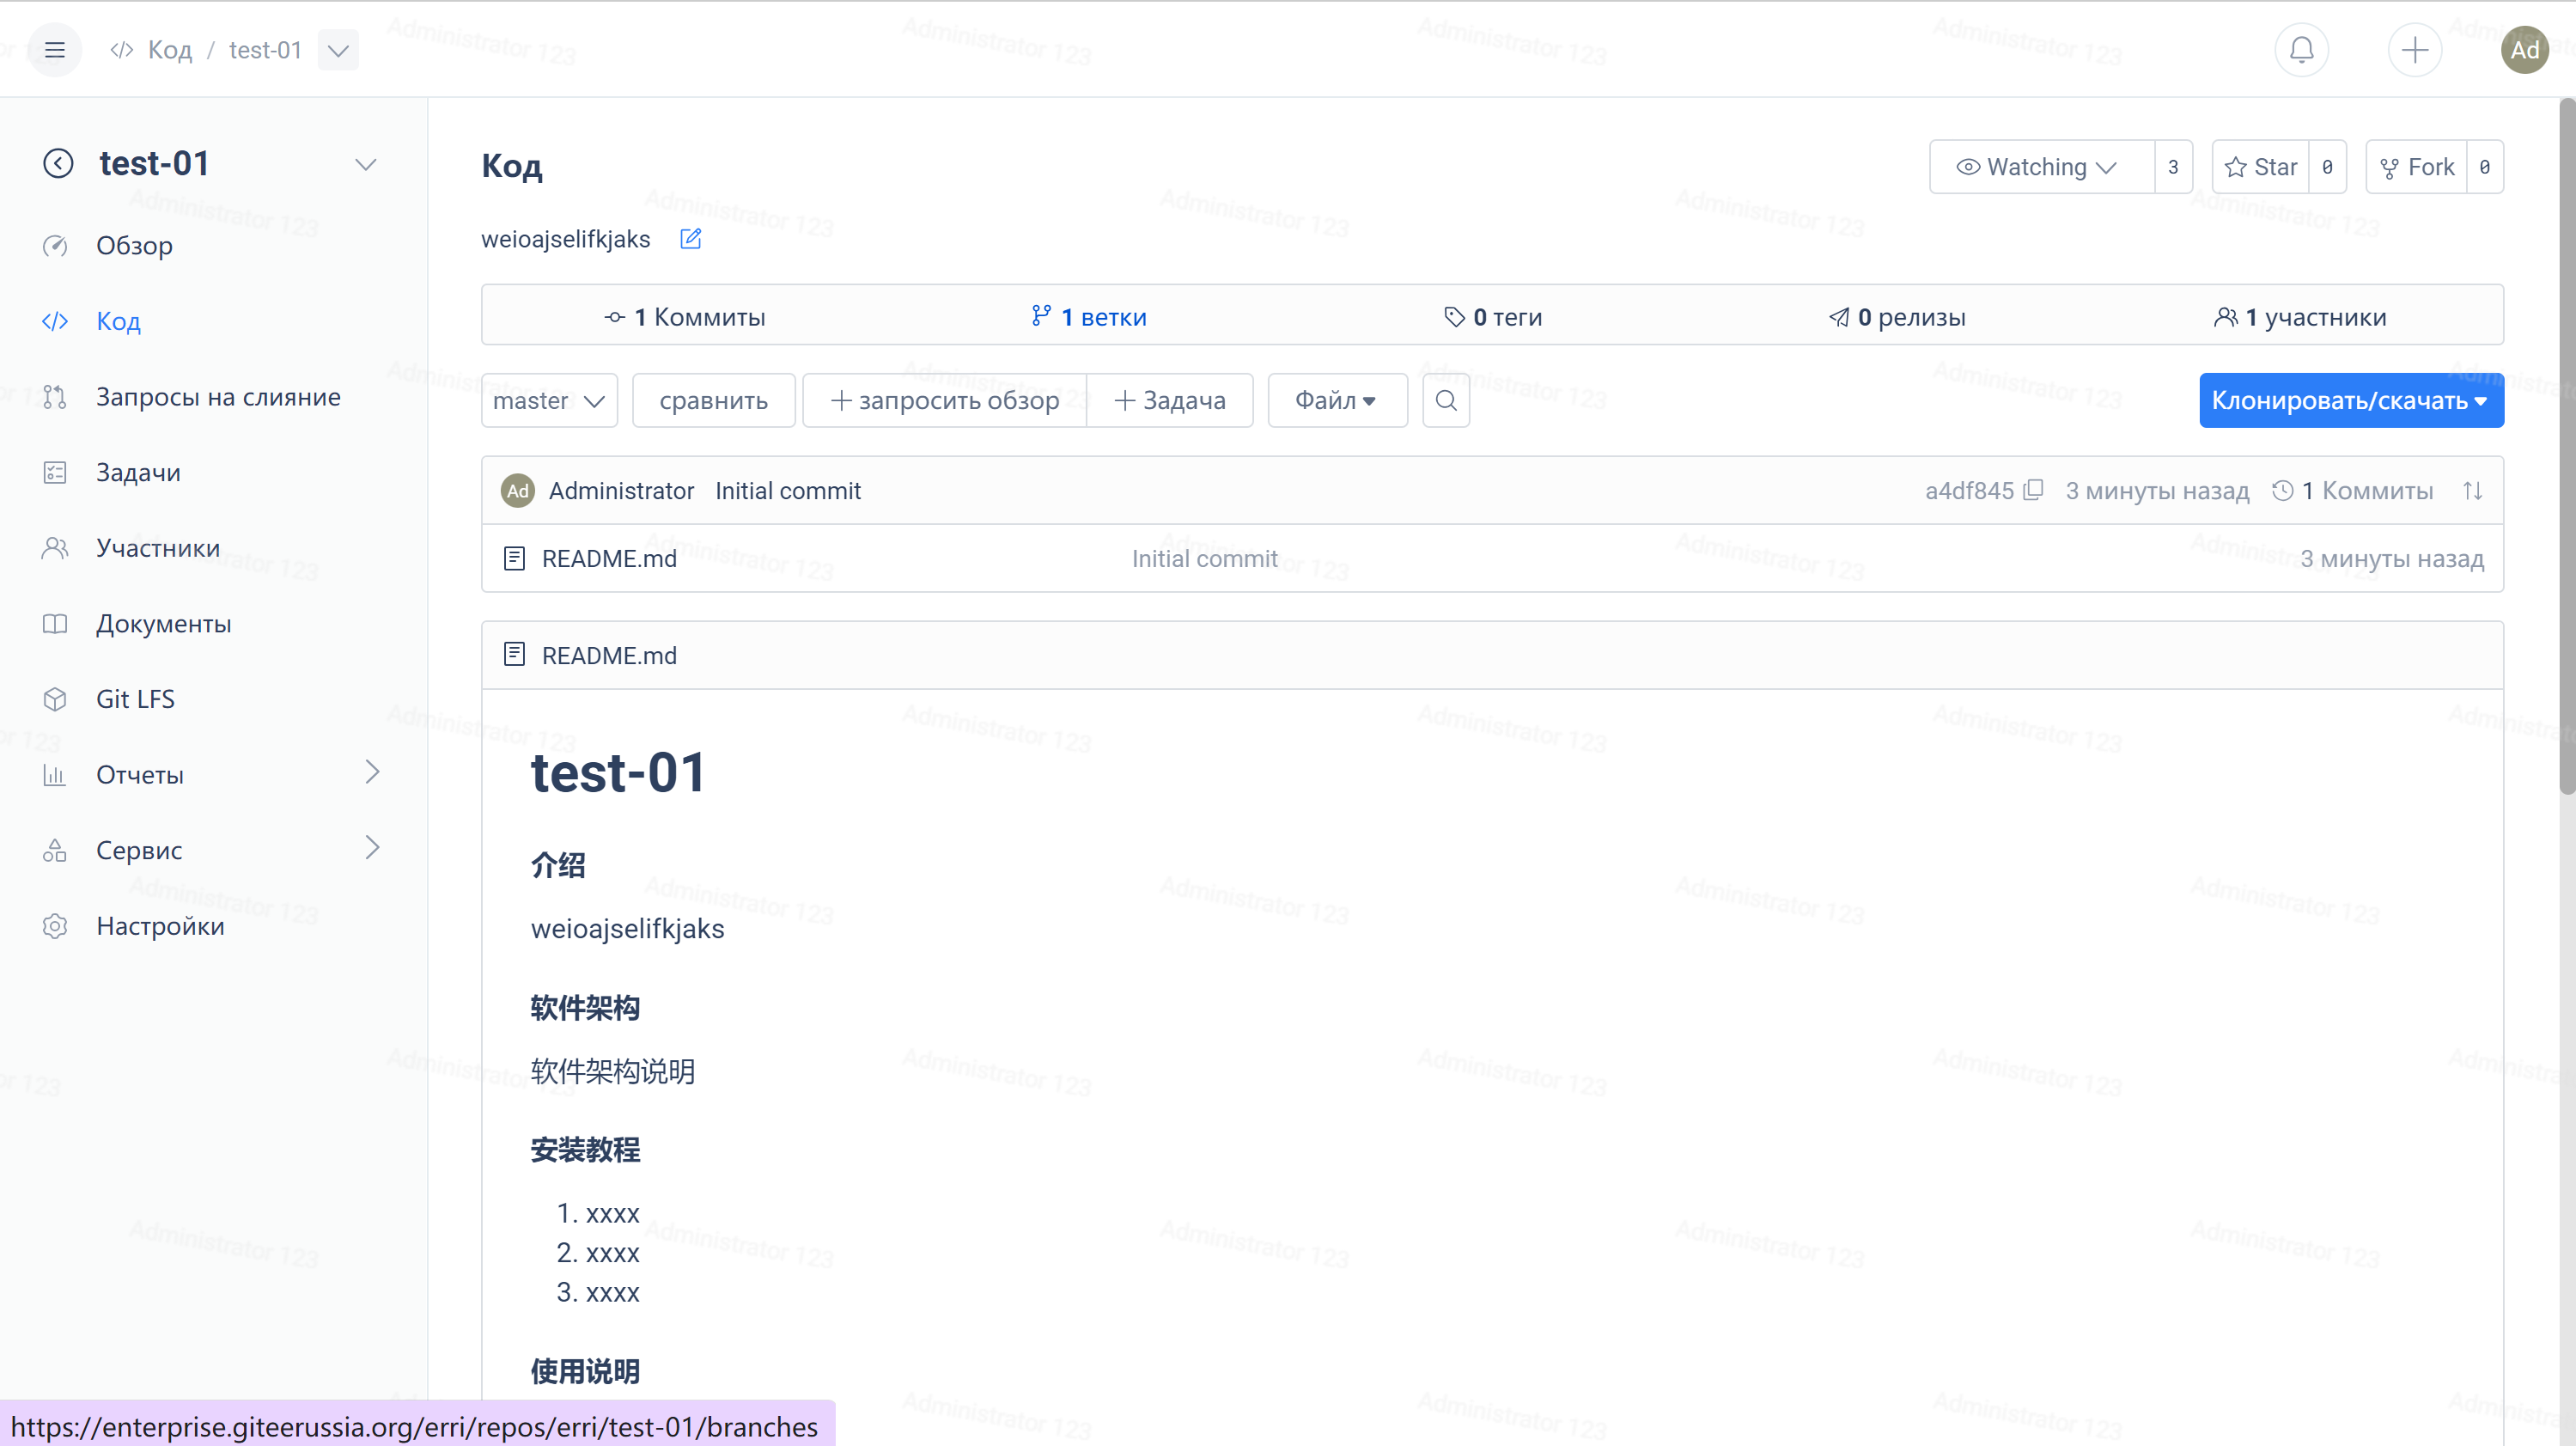 Код / test-01
Ad
test-01
Обзор
Код
Запросы на слияние
Задачи
Участники
Документы
Git LFS
Отчеты
Сервис
Настройки
Код
Watching 3
Star 0
Fork 0
weioajselifkjaks
1 Коммиты
1 ветки
0 теги
0 релизы
1 участники
master
сравнить
запросить обзор
Задача
Файл
Клонировать/скачать
Ad Administrator Initial commit a4df845 3 минуты назад 1 Коммиты
README.md Initial commit 3 минуты назад
README.md
test-01
介绍
weioajselifkjaks
软件架构
软件架构说明
安装教程
1. xxxx
2. xxxx
3. xxxx
使用说明
https://enterprise.giteerussia.org/erri/repos/erri/test-01/branches
Administrator 123